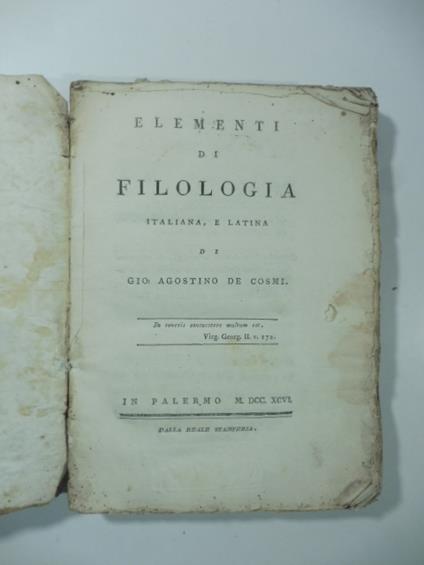 ELEMENTI
DI
FILOLOGIA
ITALIANA, E LATINA
DI
GIO: AGOSTINO DE COSMI.
In teneris consuescere multum est.
Virg. Georg. II. v. 272.
IN PALERMO M. DCC. XCVI.
DALLA REALE STAMPERIA.